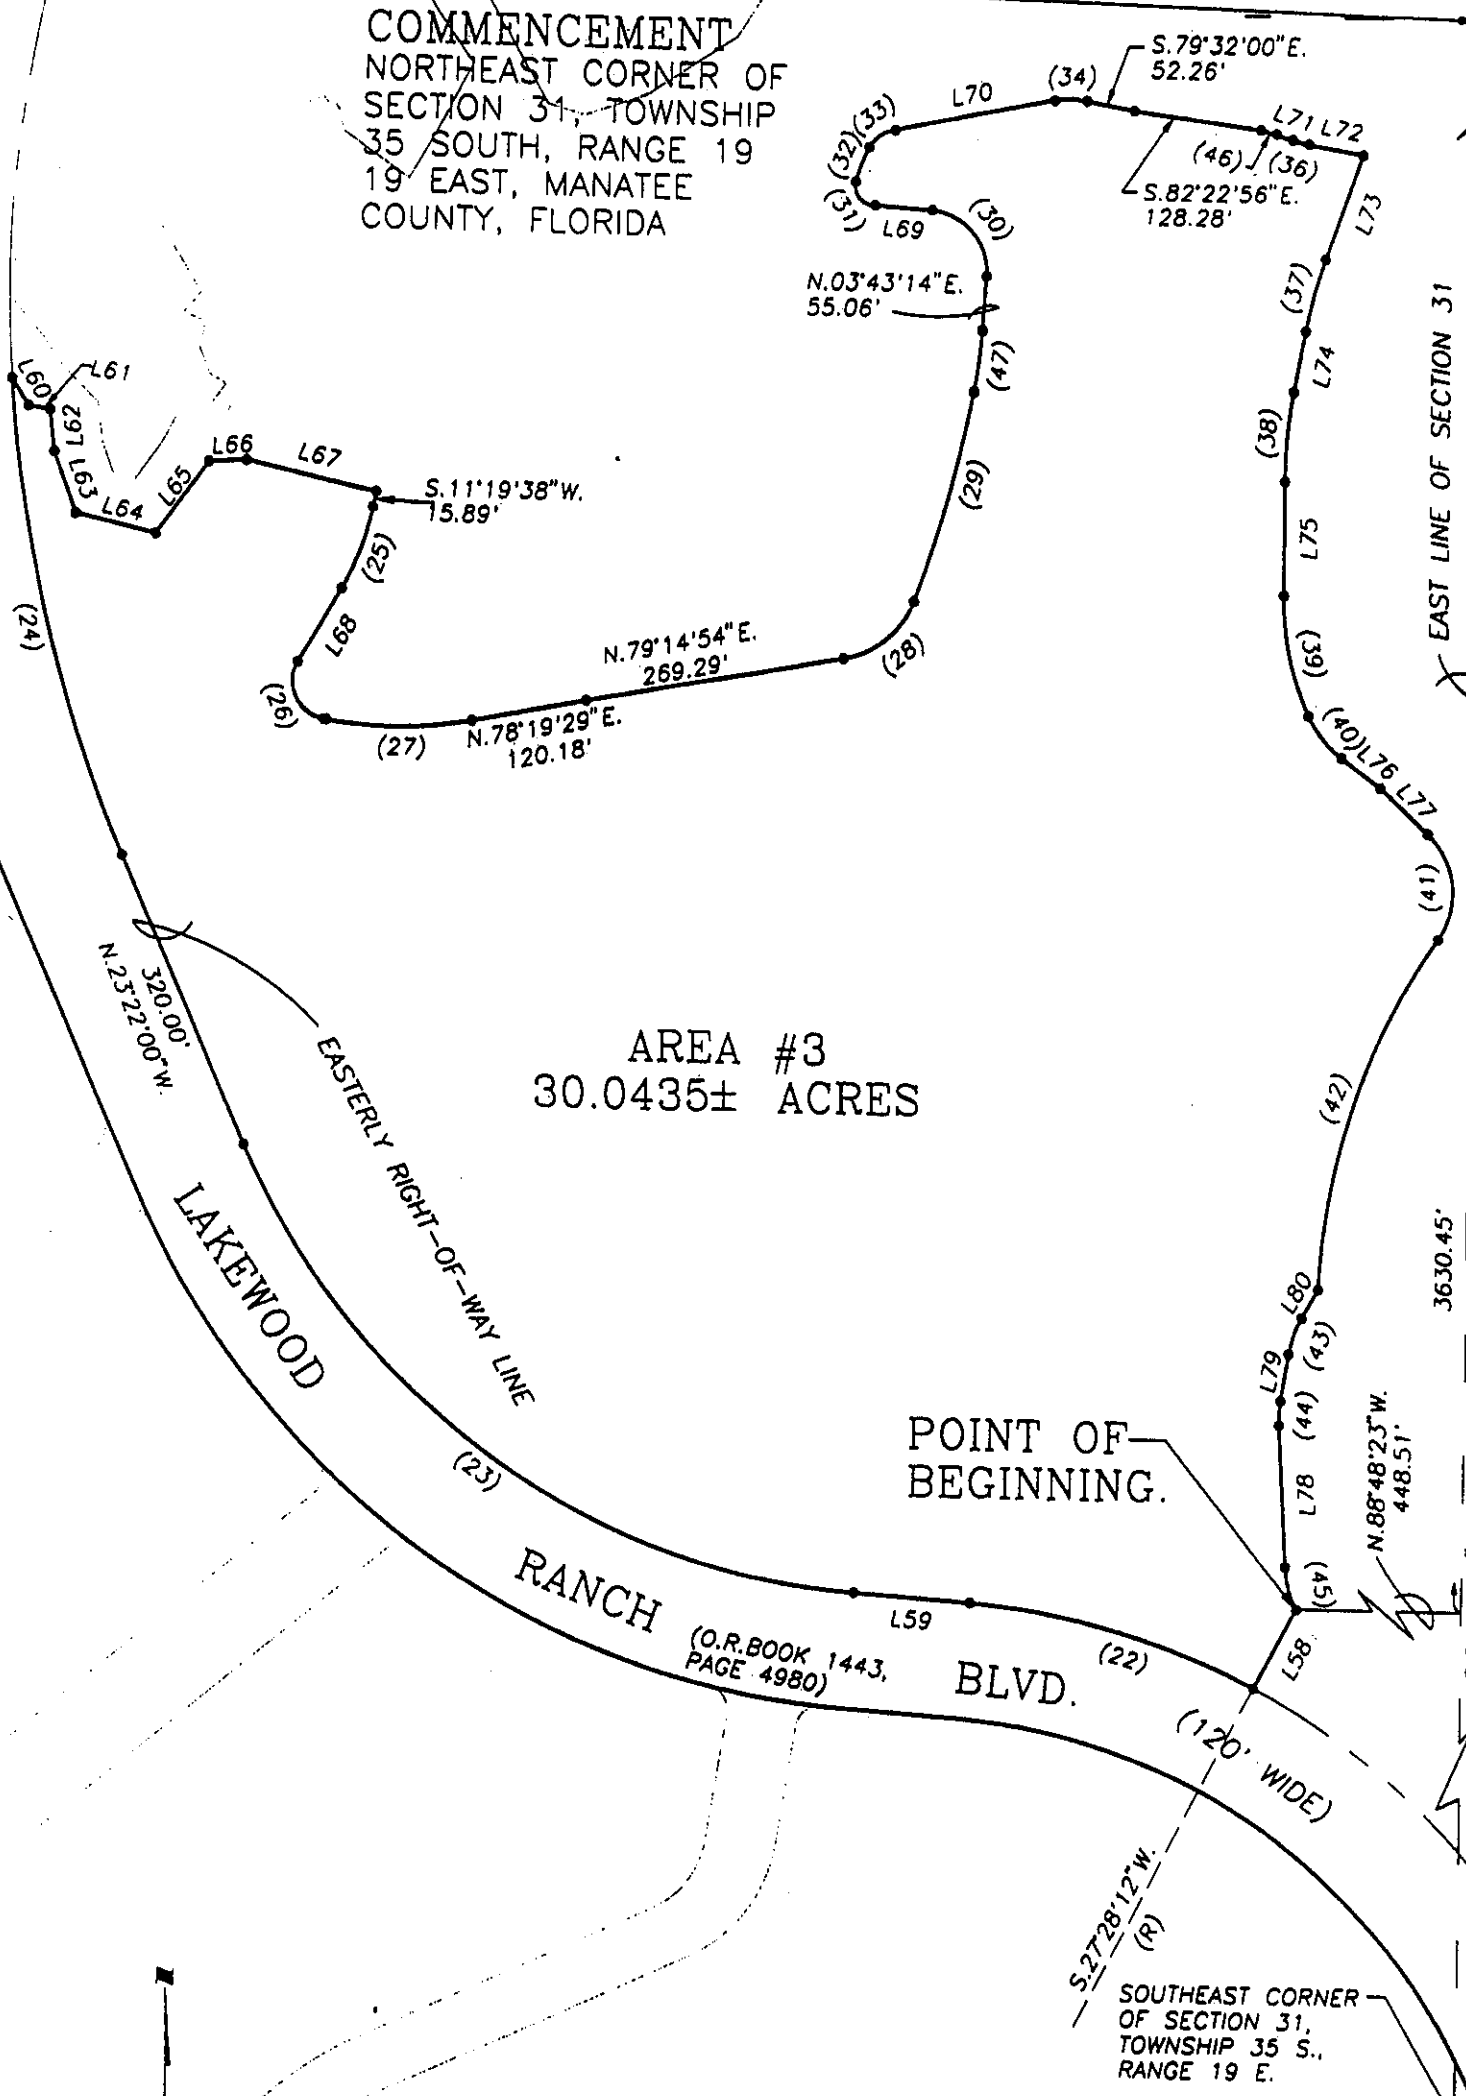 COMMENCEMENT
NORTHEAST CORNER OF
SECTION 31, TOWNSHIP
35 SOUTH, RANGE 19
19 EAST, MANATEE
COUNTY, FLORIDA
S.79°32'00"E.
52.26'
(34)
L70
(33)
(32)
(31)
L69
(30)
L71
L72
(46)
(36)
S.82°22'56"E.
128.28'
L73
N.03°43'14"E.
55.06'
(37)
(47)
L74
EAST LINE OF SECTION 31
L60
L61
L62
L63
L64
L65
L66
L67
S.11°19'38"W.
15.89'
(38)
(29)
L75
(25)
(24)
L68
N.79°14'54"E.
269.29'
(28)
(39)
(26)
(27)
N.78°19'29"E.
120.18'
(40)
L76
L77
(41)
320.00'
N.23°22'00"W.
EASTERLY RIGHT-OF-WAY LINE
AREA #3
30.0435± ACRES
(42)
3630.45'
LAKEWOOD
L80
(43)
L79
(44)
N.88°48'23"W.
448.51'
POINT OF
BEGINNING.
(23)
L78
(45)
RANCH
L59
(O.R.BOOK 1443,
PAGE 4980)
BLVD.
(22)
L58
(120' WIDE)
S.27°28'12"W.
(R)
SOUTHEAST CORNER
OF SECTION 31,
TOWNSHIP 35 S.,
RANGE 19 E.